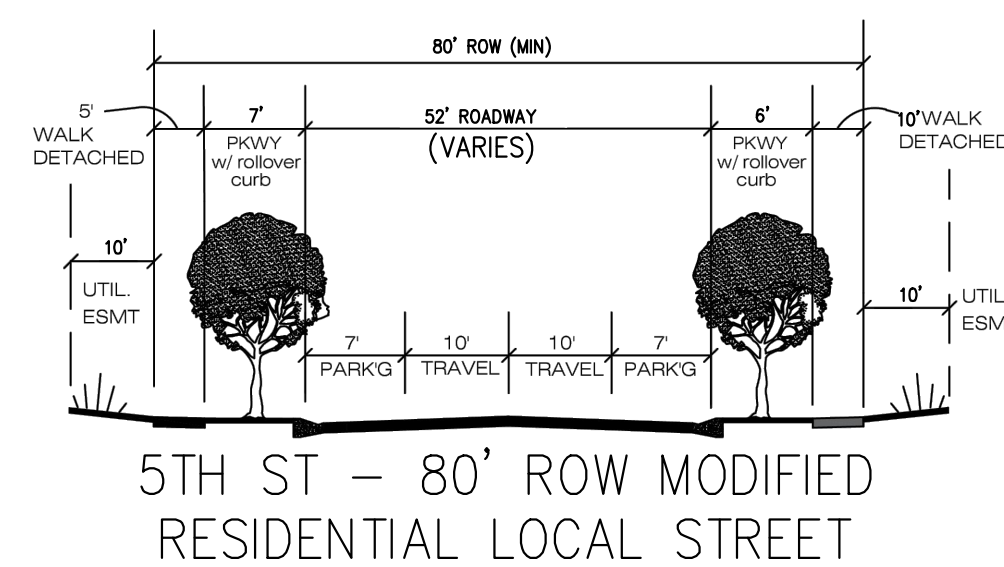 80' ROW (MIN)
5'
WALK
DETACHED
7'
PKWY
w/ rollover
curb
52' ROADWAY
(VARIES)
6'
PKWY
w/ rollover
curb
10' WALK
DETACHED
10'
UTIL.
ESMT
7'
PARK'G
10'
TRAVEL
10'
TRAVEL
7'
PARK'G
10'
UTIL
ESM
5TH ST - 80' ROW MODIFIED
RESIDENTIAL LOCAL STREET